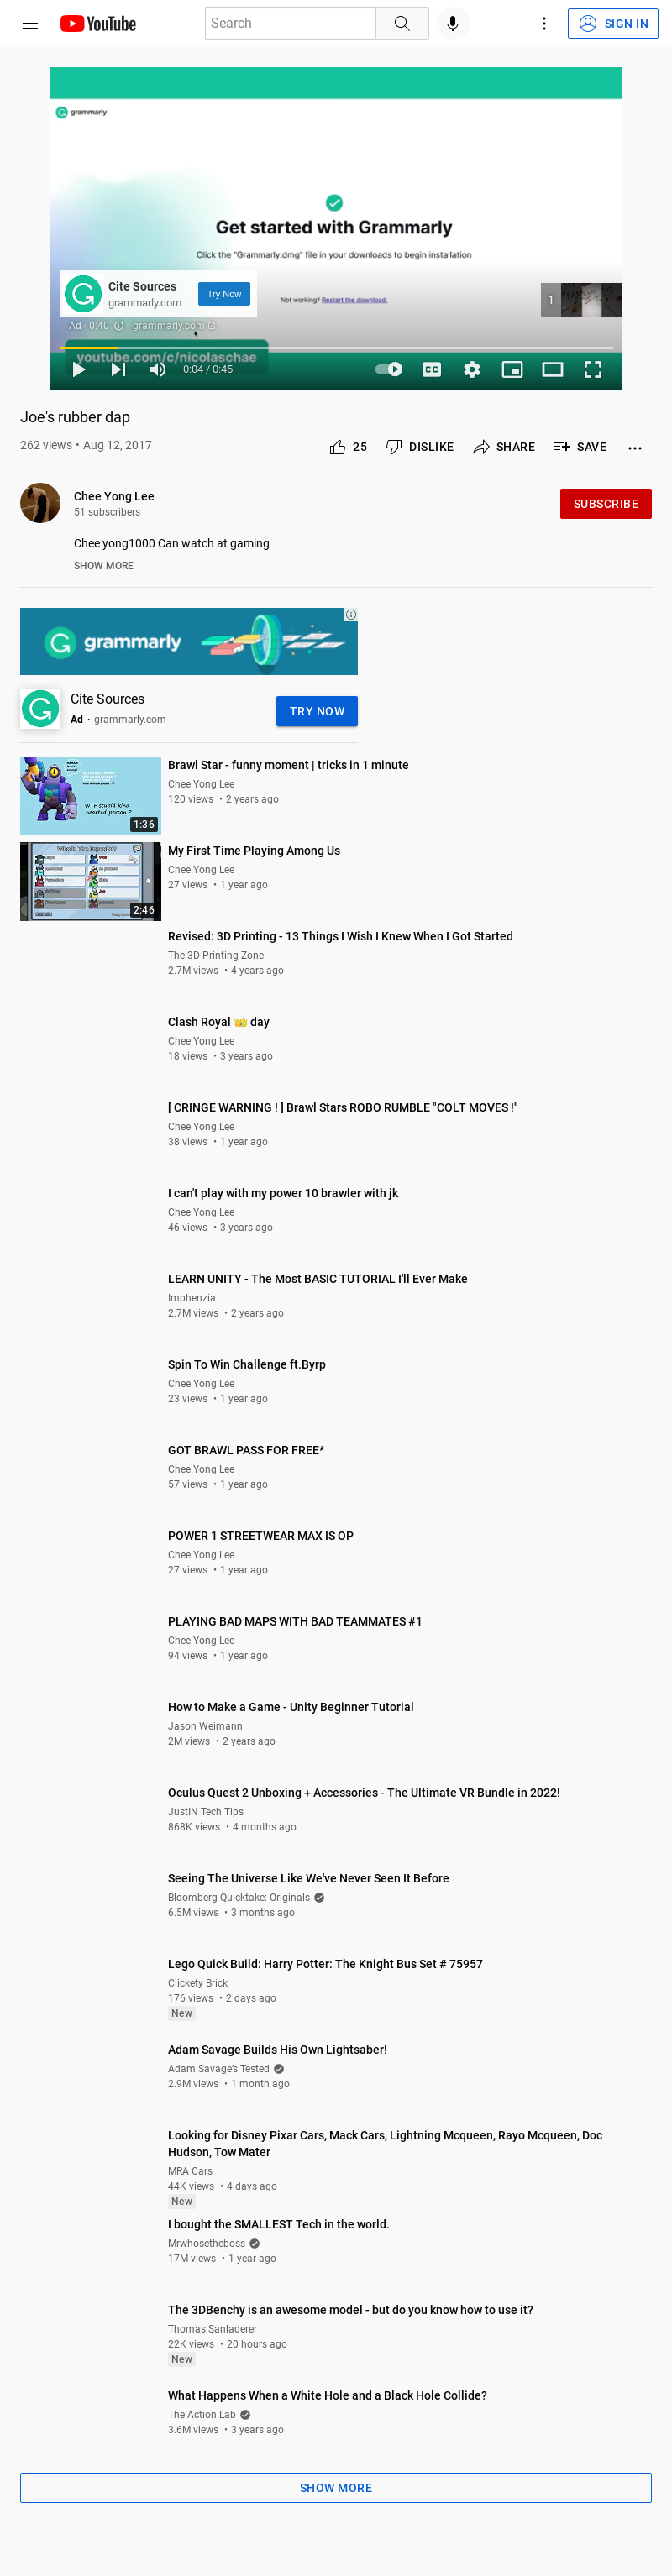 YouTube
Search
SIGN IN
grammarly
Get started with Grammarly
Click the "Grammarly.dmg" file in your downloads to begin installation
Cite Sources
grammarly.com
Try Now
Not working? Restart the download.
1
Ad · 0:40 grammarly.com
youtube.com/c/nicolaschae
0:04 / 0:45
CC
Joe's rubber dap
262 views • Aug 12, 2017
25 DISLIKE SHARE SAVE
Chee Yong Lee
51 subscribers
SUBSCRIBE
Chee yong1000 Can watch at gaming
SHOW MORE
grammarly
Cite Sources
Ad • grammarly.com
TRY NOW
Brawl Star - funny moment | tricks in 1 minute
Chee Yong Lee
120 views • 2 years ago
WTF, stupid kind
hearted person ?
1:36
My First Time Playing Among Us
Chee Yong Lee
27 views • 1 year ago
Who Is The Impostor?
2:46
Revised: 3D Printing - 13 Things I Wish I Knew When I Got Started
The 3D Printing Zone
2.7M views • 4 years ago
Clash Royal 👑 day
Chee Yong Lee
18 views • 3 years ago
[ CRINGE WARNING ! ] Brawl Stars ROBO RUMBLE "COLT MOVES !"
Chee Yong Lee
38 views • 1 year ago
I can't play with my power 10 brawler with jk
Chee Yong Lee
46 views • 3 years ago
LEARN UNITY - The Most BASIC TUTORIAL I'll Ever Make
Imphenzia
2.7M views • 2 years ago
Spin To Win Challenge ft.Byrp
Chee Yong Lee
23 views • 1 year ago
GOT BRAWL PASS FOR FREE*
Chee Yong Lee
57 views • 1 year ago
POWER 1 STREETWEAR MAX IS OP
Chee Yong Lee
27 views • 1 year ago
PLAYING BAD MAPS WITH BAD TEAMMATES #1
Chee Yong Lee
94 views • 1 year ago
How to Make a Game - Unity Beginner Tutorial
Jason Weimann
2M views • 2 years ago
Oculus Quest 2 Unboxing + Accessories - The Ultimate VR Bundle in 2022!
JustIN Tech Tips
868K views • 4 months ago
Seeing The Universe Like We've Never Seen It Before
Bloomberg Quicktake: Originals
6.5M views • 3 months ago
Lego Quick Build: Harry Potter: The Knight Bus Set # 75957
Clickety Brick
176 views • 2 days ago
New
Adam Savage Builds His Own Lightsaber!
Adam Savage's Tested
2.9M views • 1 month ago
Looking for Disney Pixar Cars, Mack Cars, Lightning Mcqueen, Rayo Mcqueen, Doc
Hudson, Tow Mater
MRA Cars
44K views • 4 days ago
New
I bought the SMALLEST Tech in the world.
Mrwhosetheboss
17M views • 1 year ago
The 3DBenchy is an awesome model - but do you know how to use it?
Thomas Sanladerer
22K views • 20 hours ago
New
What Happens When a White Hole and a Black Hole Collide?
The Action Lab
3.6M views • 3 years ago
SHOW MORE